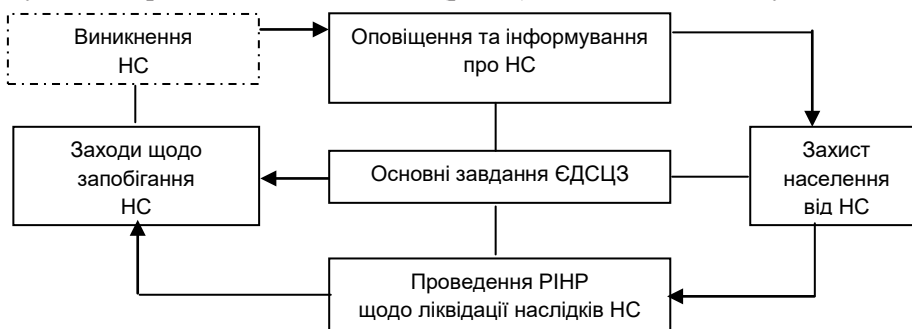 Виникнення
НС
Оповіщення та інформування
про НС
Заходи щодо
запобігання
НС
Основні завдання ЄДСЦЗ
Захист
населення
від НС
Проведення РІНР
щодо ліквідації наслідків НС